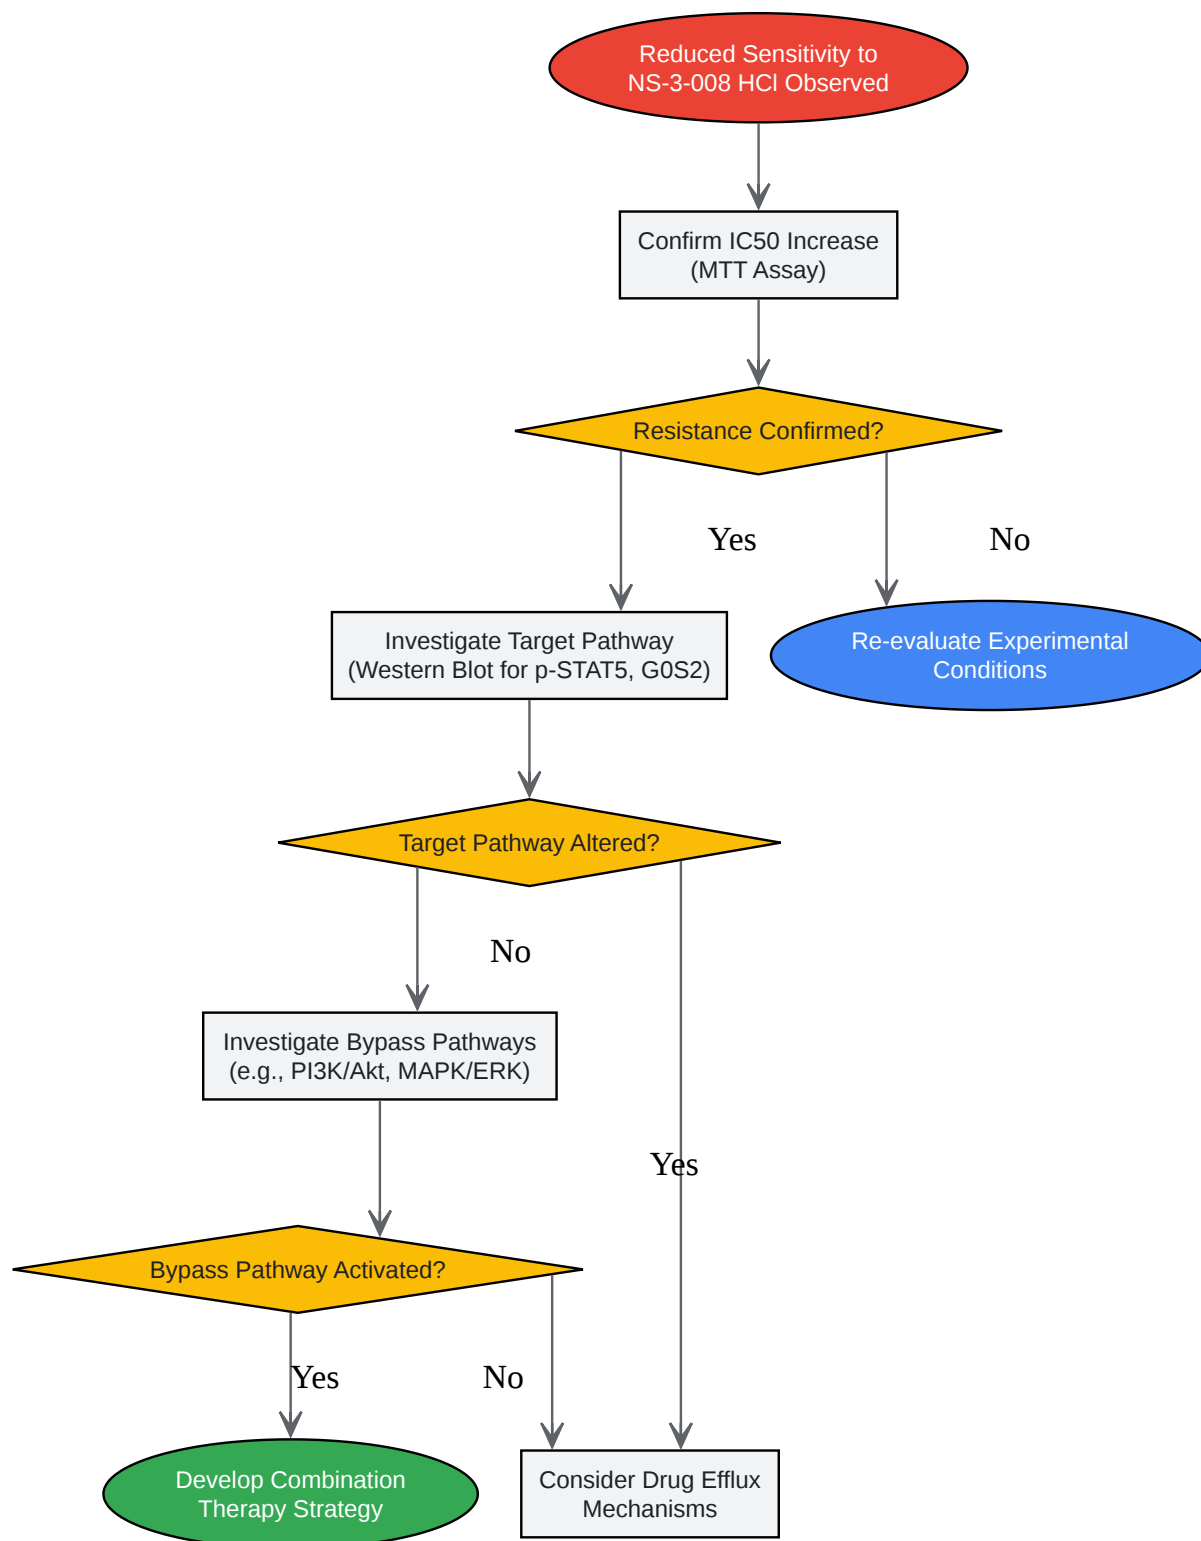 Reduced Sensitivity to
NS-3-008 HCl Observed
Confirm IC50 Increase
(MTT Assay)
Resistance Confirmed?
Yes
No
Investigate Target Pathway
(Western Blot for p-STAT5, G0S2)
Re-evaluate Experimental
Conditions
Target Pathway Altered?
No
Investigate Bypass Pathways
(e.g., PI3K/Akt, MAPK/ERK)
Yes
Bypass Pathway Activated?
Yes
No
Develop Combination
Therapy Strategy
Consider Drug Efflux
Mechanisms